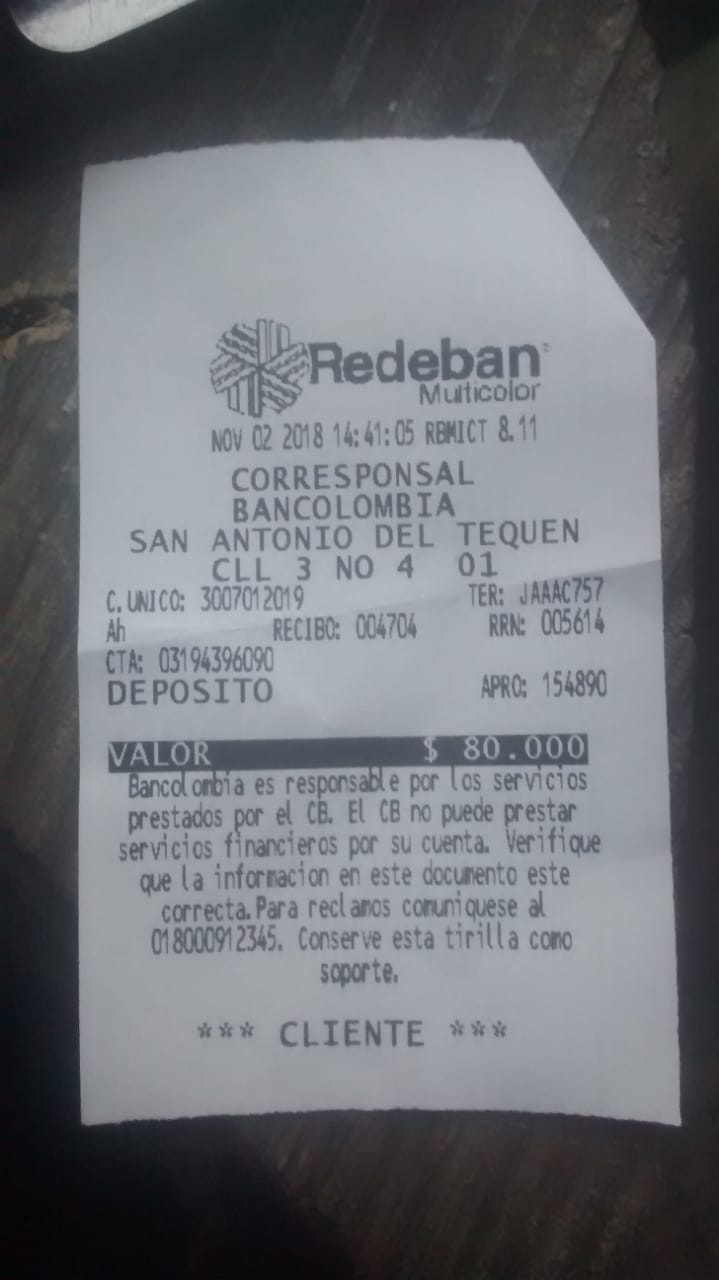 Redeban
Multicolor
NOV 02 2018 14:41:05 RBMICT 8.11
CORRESPONSAL
BANCOLOMBIA
SAN ANTONIO DEL TEQUEN
CLL 3 NO 4 01
C. UNICO: 3007012019 TER: JAAAC757
Ah RECIBO: 004704 RRN: 005614
CTA: 03194396090
DEPOSITO APRO: 154890
VALOR $ 80.000
Bancolombia es responsable por los servicios
prestados por el CB. El CB no puede prestar
servicios financieros por su cuenta. Verifique
que la informacion en este documento este
correcta.Para reclamos comuniquese al
018000912345. Conserve esta tirilla como
soporte.
*** CLIENTE ***